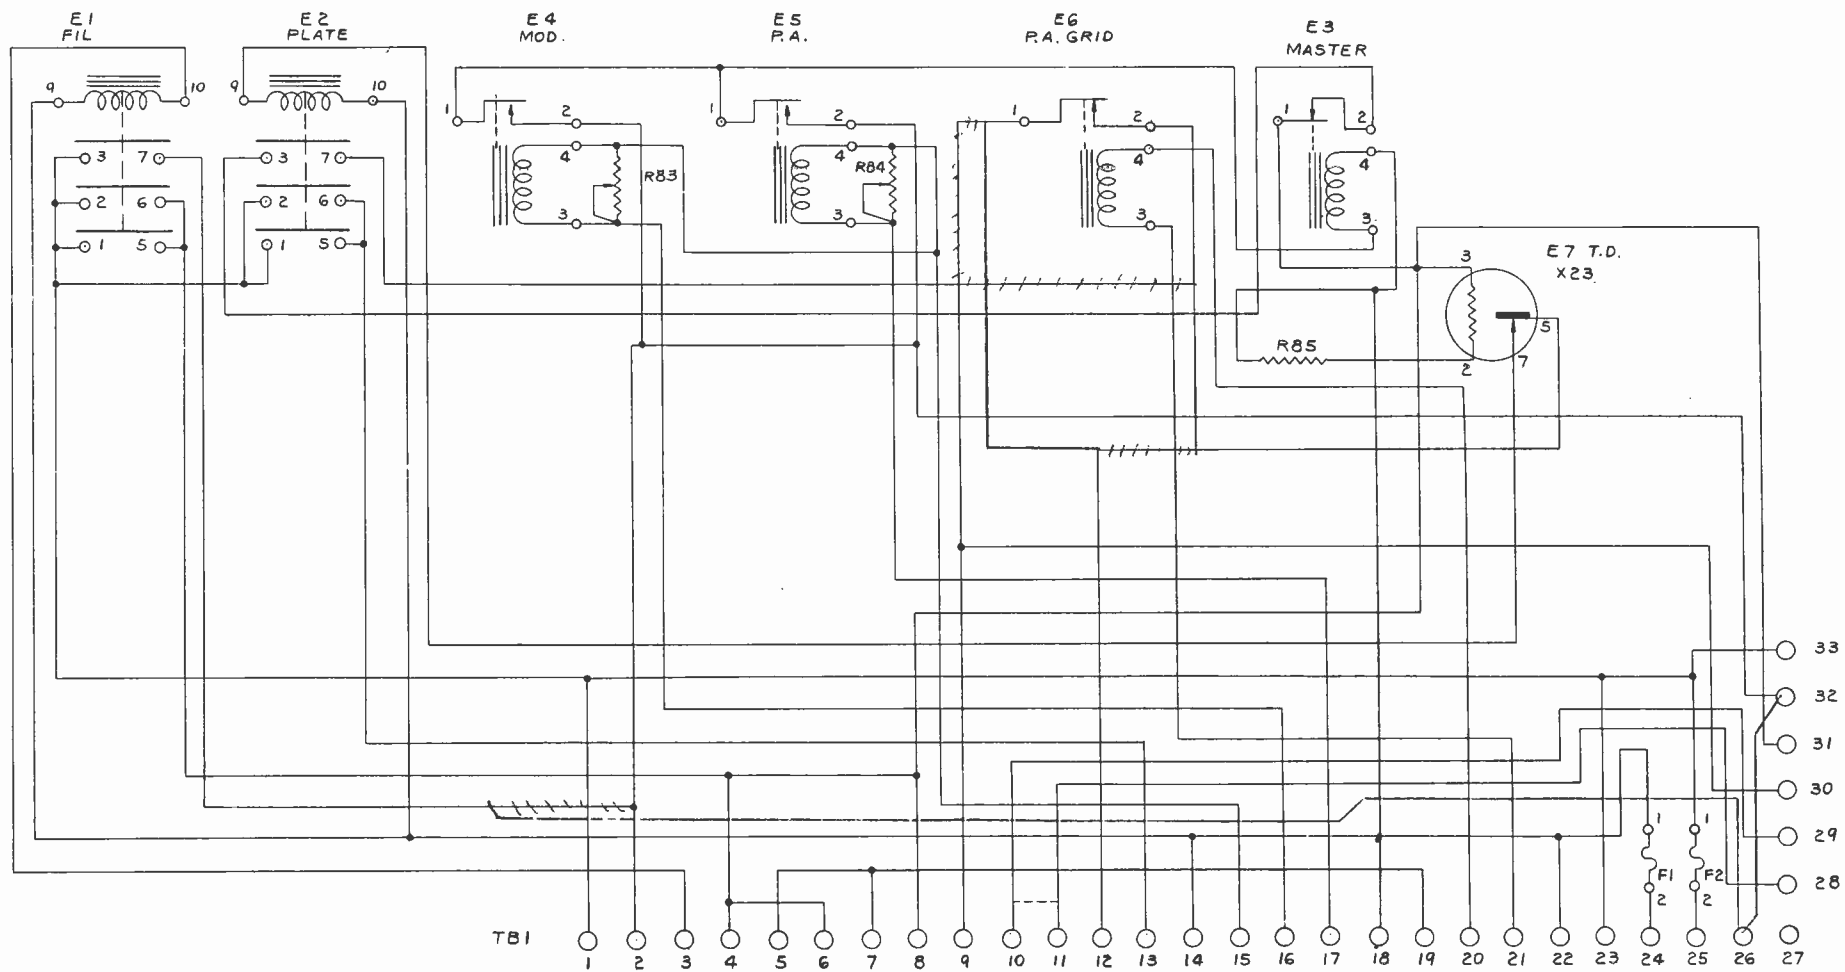 E1
FIL
E2
PLATE
E4
MOD.
E5
P.A.
E6
P.A. GRID
E3
MASTER
9 10 9 10
1 2 1 2 1 2 1 2
4 4 4 4
3 7 3 7
R83 R84
2 6 2 6
3 3 3 3
1 5 1 5
E7 T.D.
X23
3
5
R85
7
2
33
32
31
30
1 1
29
F1 F2
28
2 2
TB1
1 2 3 4 5 6 7 8 9 10 11 12 13 14 15 16 17 18 19 20 21 22 23 24 25 26 27